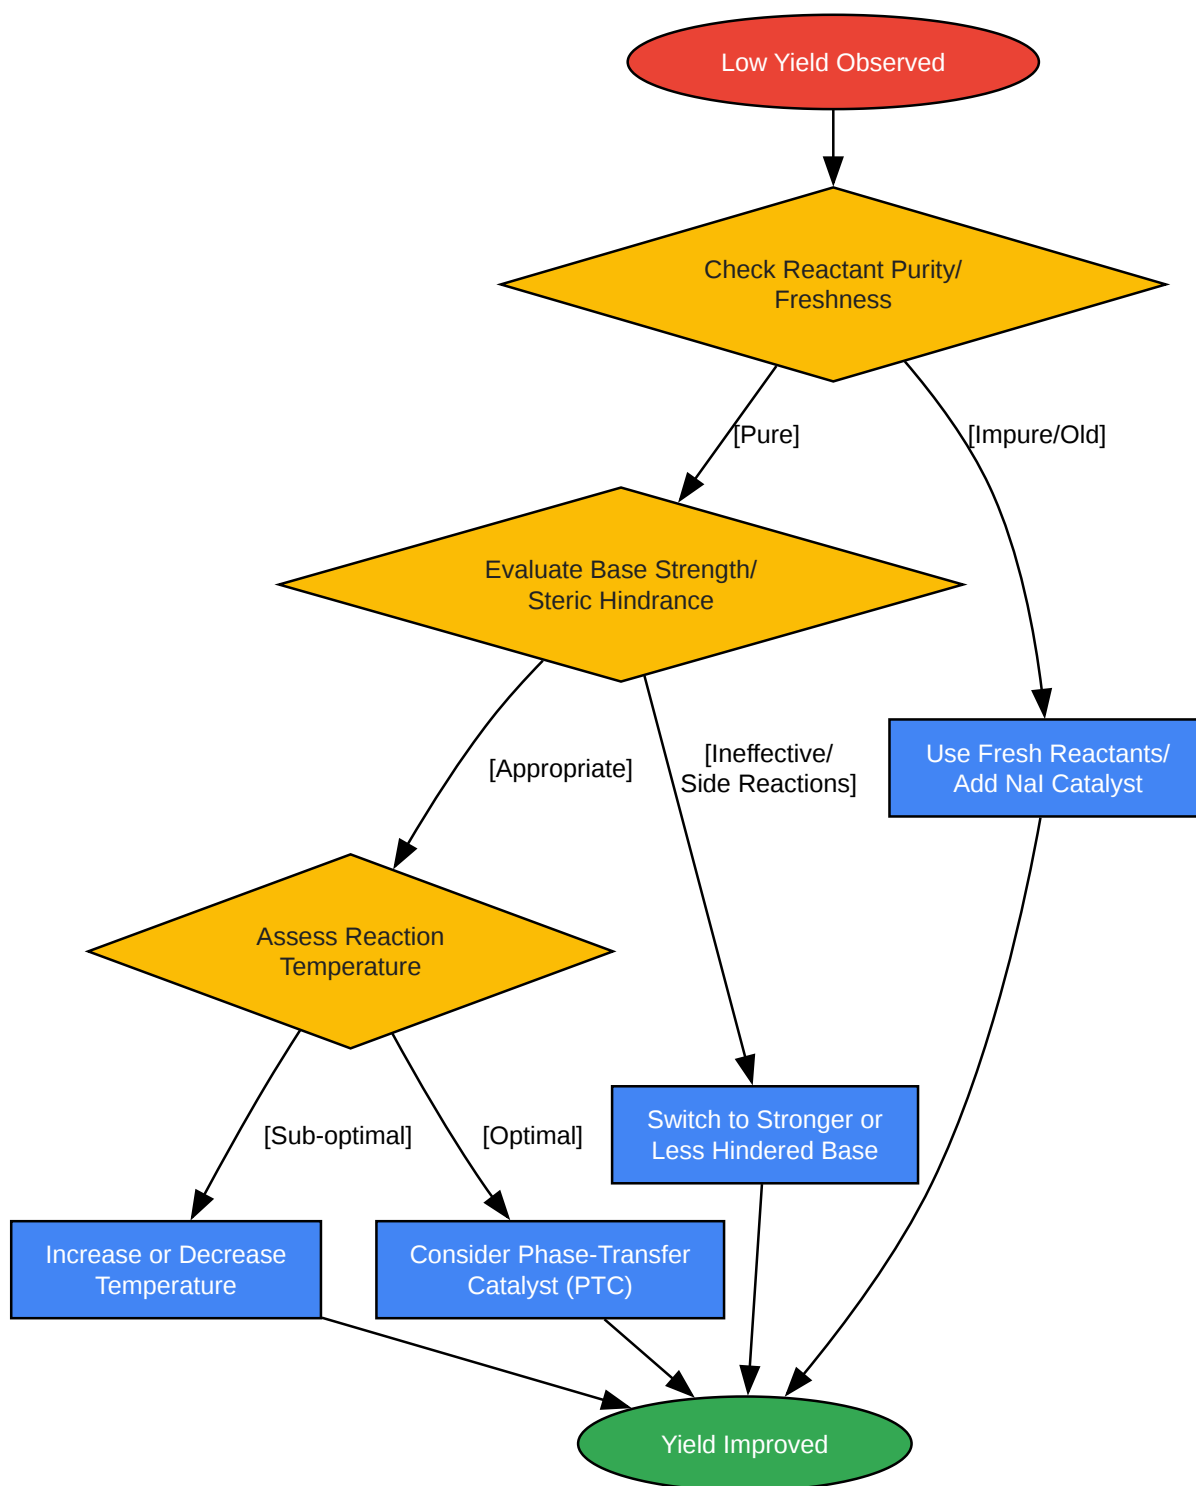 Low Yield Observed
Check Reactant Purity/
Freshness
[Pure]
[Impure/Old]
Evaluate Base Strength/
Steric Hindrance
[Appropriate]
[Ineffective/
Side Reactions]
Use Fresh Reactants/
Add NaI Catalyst
Assess Reaction
Temperature
[Sub-optimal]
[Optimal]
Switch to Stronger or
Less Hindered Base
Increase or Decrease
Temperature
Consider Phase-Transfer
Catalyst (PTC)
Yield Improved